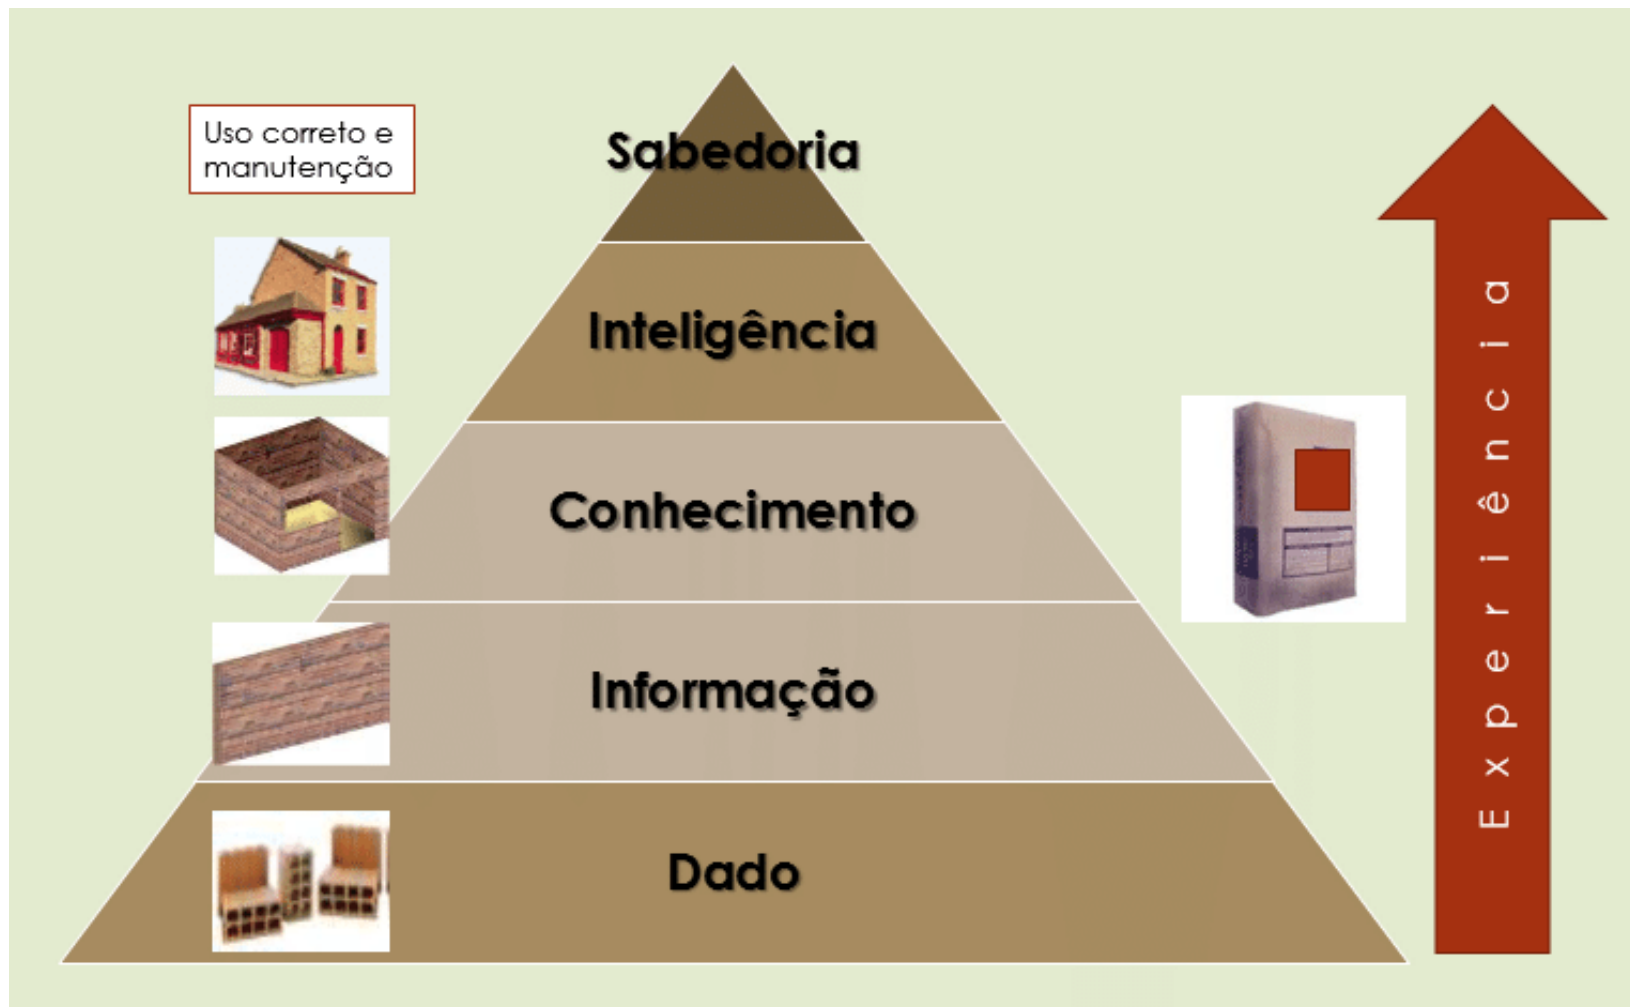 Uso correto e
manutenção
Sabedoria
Inteligência
Conhecimento
Informação
Dado
Experiência